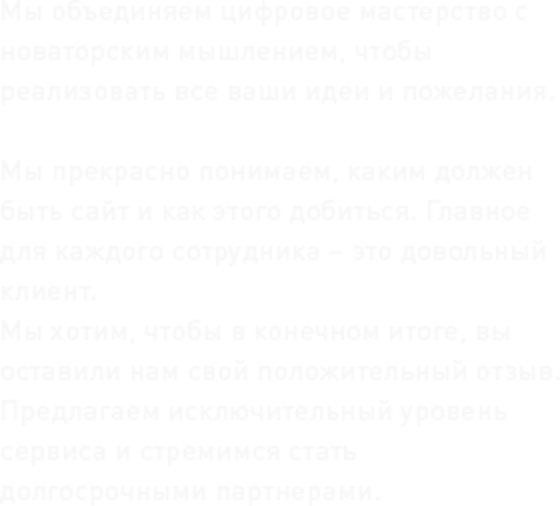 Мы объединяем цифровое мастерство с
новаторским мышлением, чтобы
реализовать все ваши идеи и пожелания.
Мы прекрасно понимаем, каким должен
быть сайт и как этого добиться. Главное
для каждого сотрудника – это довольный
клиент.
Мы хотим, чтобы в конечном итоге, вы
оставили нам свой положительный отзыв.
Предлагаем исключительный уровень
сервиса и стремимся стать
долгосрочными партнерами.